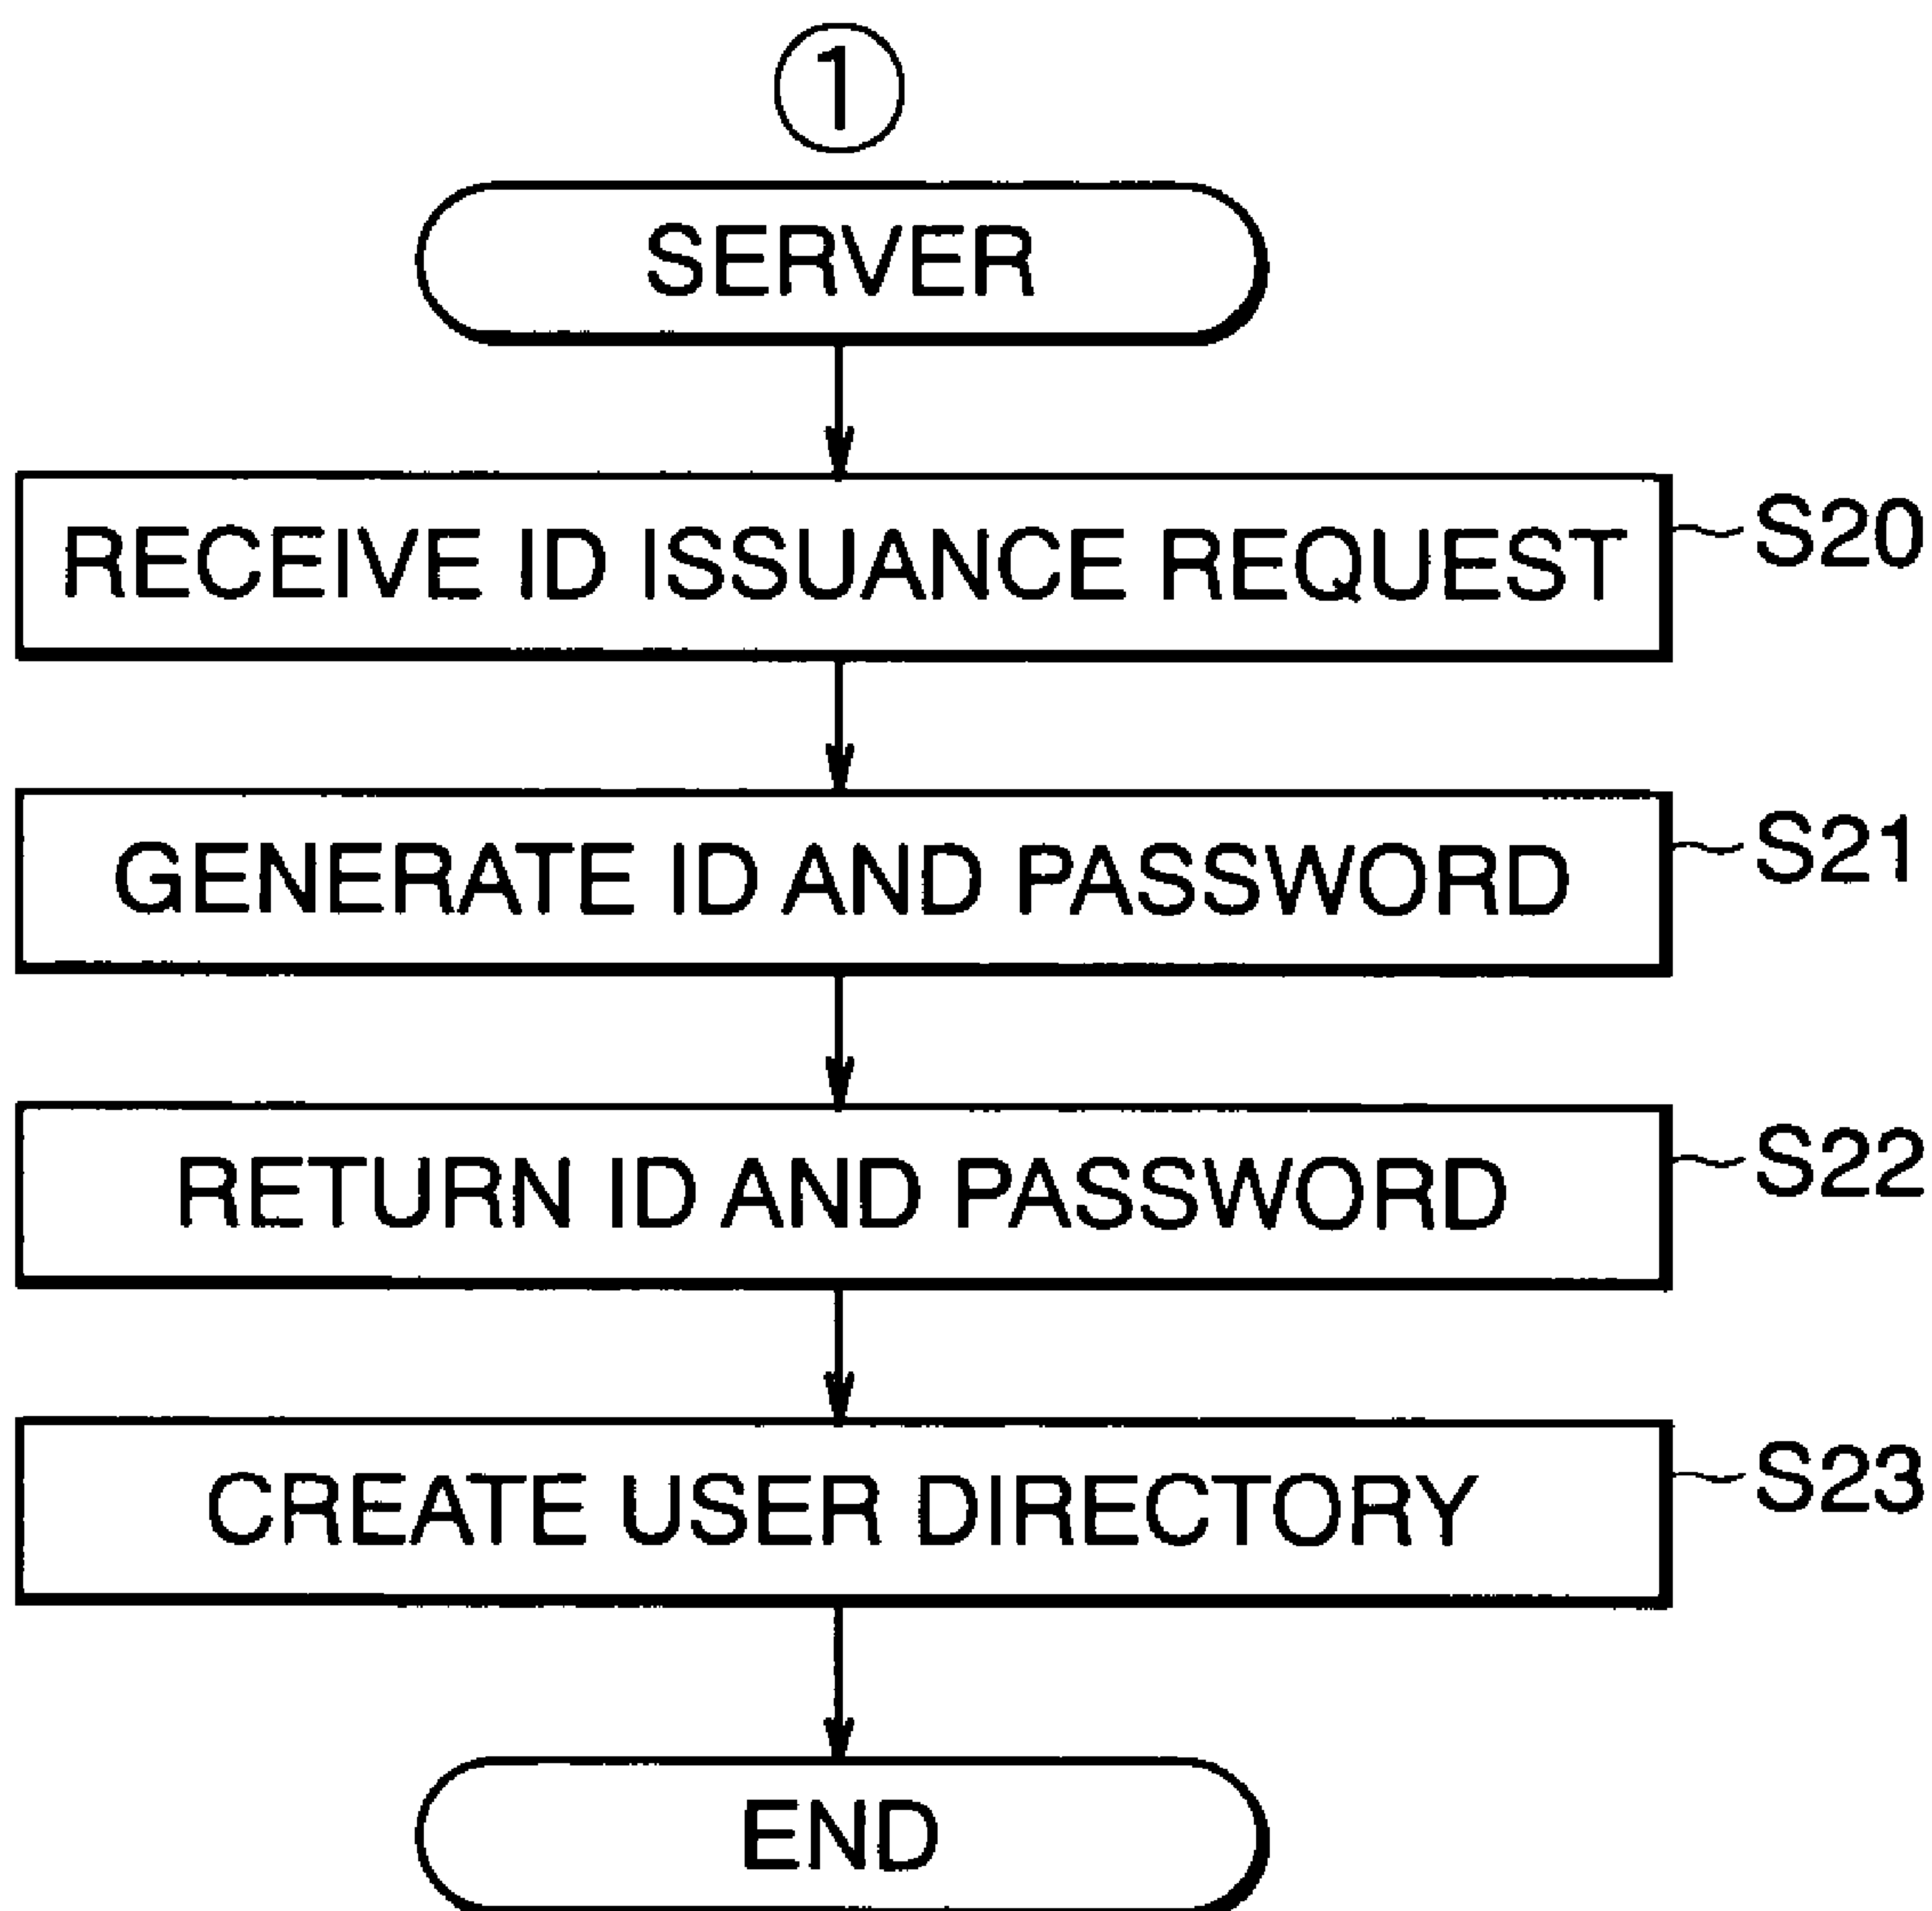 1
SERVER
RECEIVE ID ISSUANCE REQUEST S20
GENERATE ID AND PASSWORD S21
RETURN ID AND PASSWORD S22
CREATE USER DIRECTORY S23
END